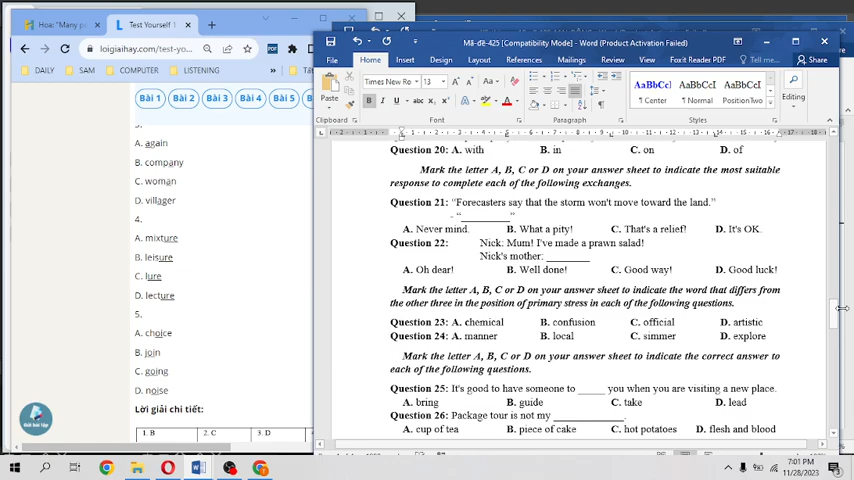 Hoa: "Many p
Test Yourself 1
loigiaihay.com/test-yo...
DAILY
SAM
COMPUTER
LISTENING
Bài 1
Bài 2
Bài 3
Bài 4
Bài 5
A. again
B. company
C. woman
D. villager
4.
A. mixture
B. leisure
C. lure
D. lecture
5.
A. choice
B. join
C. going
D. noise
Lời giải chi tiết:
1. B
2. C
3. D
Mã-đề-425 [Compatibility Mode] - Word (Product Activation Failed)
File
Home
Insert
Design
Layout
References
Mailings
Review
View
Foxit Reader PDF
Tell me
Share
Paste
Times New Ro
13
AaBbCcl
AaBbCcDd
AaBbCcDd
¶ Center
¶ Normal
PositionTwo
Editing
Clipboard
Font
Paragraph
Styles
Question 20: A. with B. in C. on D. of
Mark the letter A, B, C or D on your answer sheet to indicate the most suitable
response to complete each of the following exchanges.
Question 21: “Forecasters say that the storm won't move toward the land.”
- “_________”
A. Never mind. B. What a pity! C. That's a relief! D. It's OK.
Question 22: Nick: Mum! I've made a prawn salad!
Nick's mother: ________
A. Oh dear! B. Well done! C. Good way! D. Good luck!
Mark the letter A, B, C or D on your answer sheet to indicate the word that differs from
the other three in the position of primary stress in each of the following questions.
Question 23: A. chemical B. confusion C. official D. artistic
Question 24: A. manner B. local C. simmer D. explore
Mark the letter A, B, C or D on your answer sheet to indicate the correct answer to
each of the following questions.
Question 25: It's good to have someone to _____ you when you are visiting a new place.
A. bring B. guide C. take D. lead
Question 26: Package tour is not my _____________.
A. cup of tea B. piece of cake C. hot potatoes D. flesh and blood
7:01 PM
11/28/2023